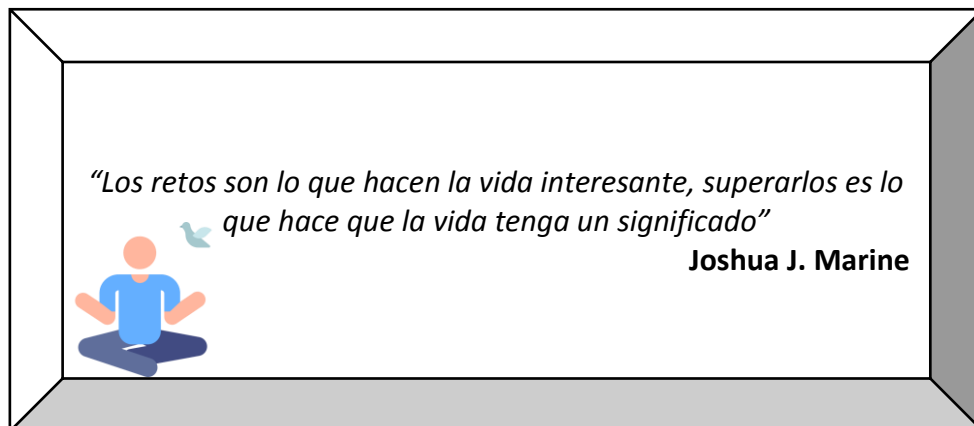 “Los retos son lo que hacen la vida interesante, superarlos es lo
que hace que la vida tenga un significado”
Joshua J. Marine